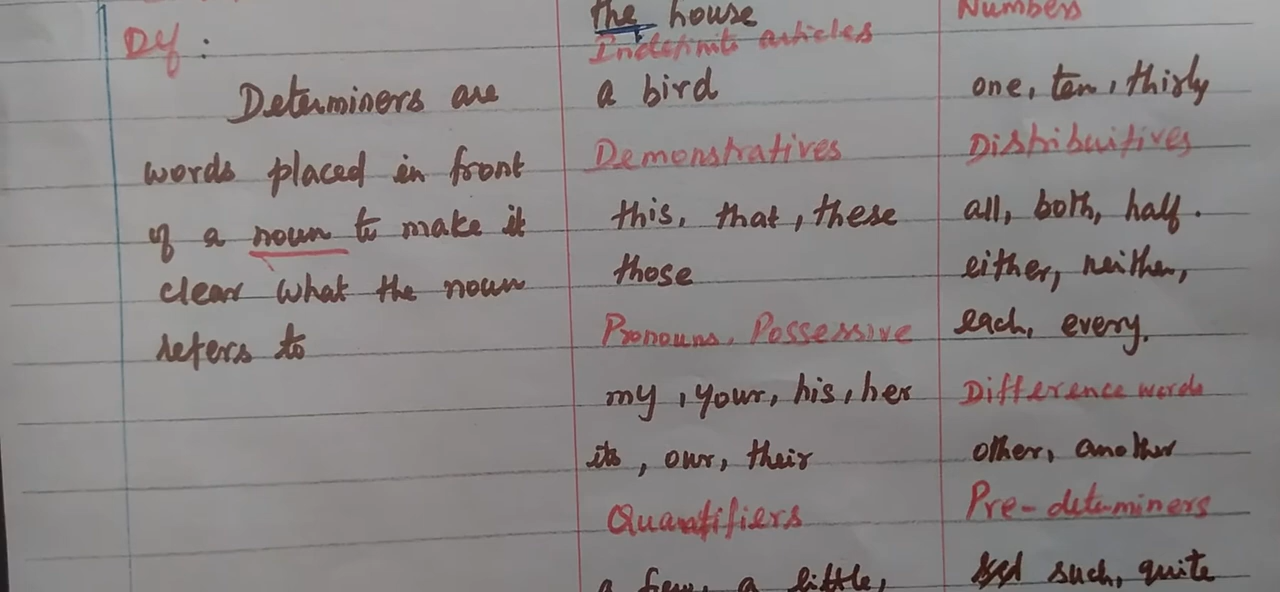 Def:
Determiners are
words placed in front
of a noun to make it
clear what the noun
refers to
the house
Indefinite articles
a bird
Demonstratives
this, that, these
those
Pronouns, Possessive
my, your, his, her
its, our, their
Quantifiers
a few, a little,
Numbers
one, ten, thirty
Distribuitives
all, both, half.
either, neither,
each, every.
Difference words
other, another
Pre-determiners
such, quite